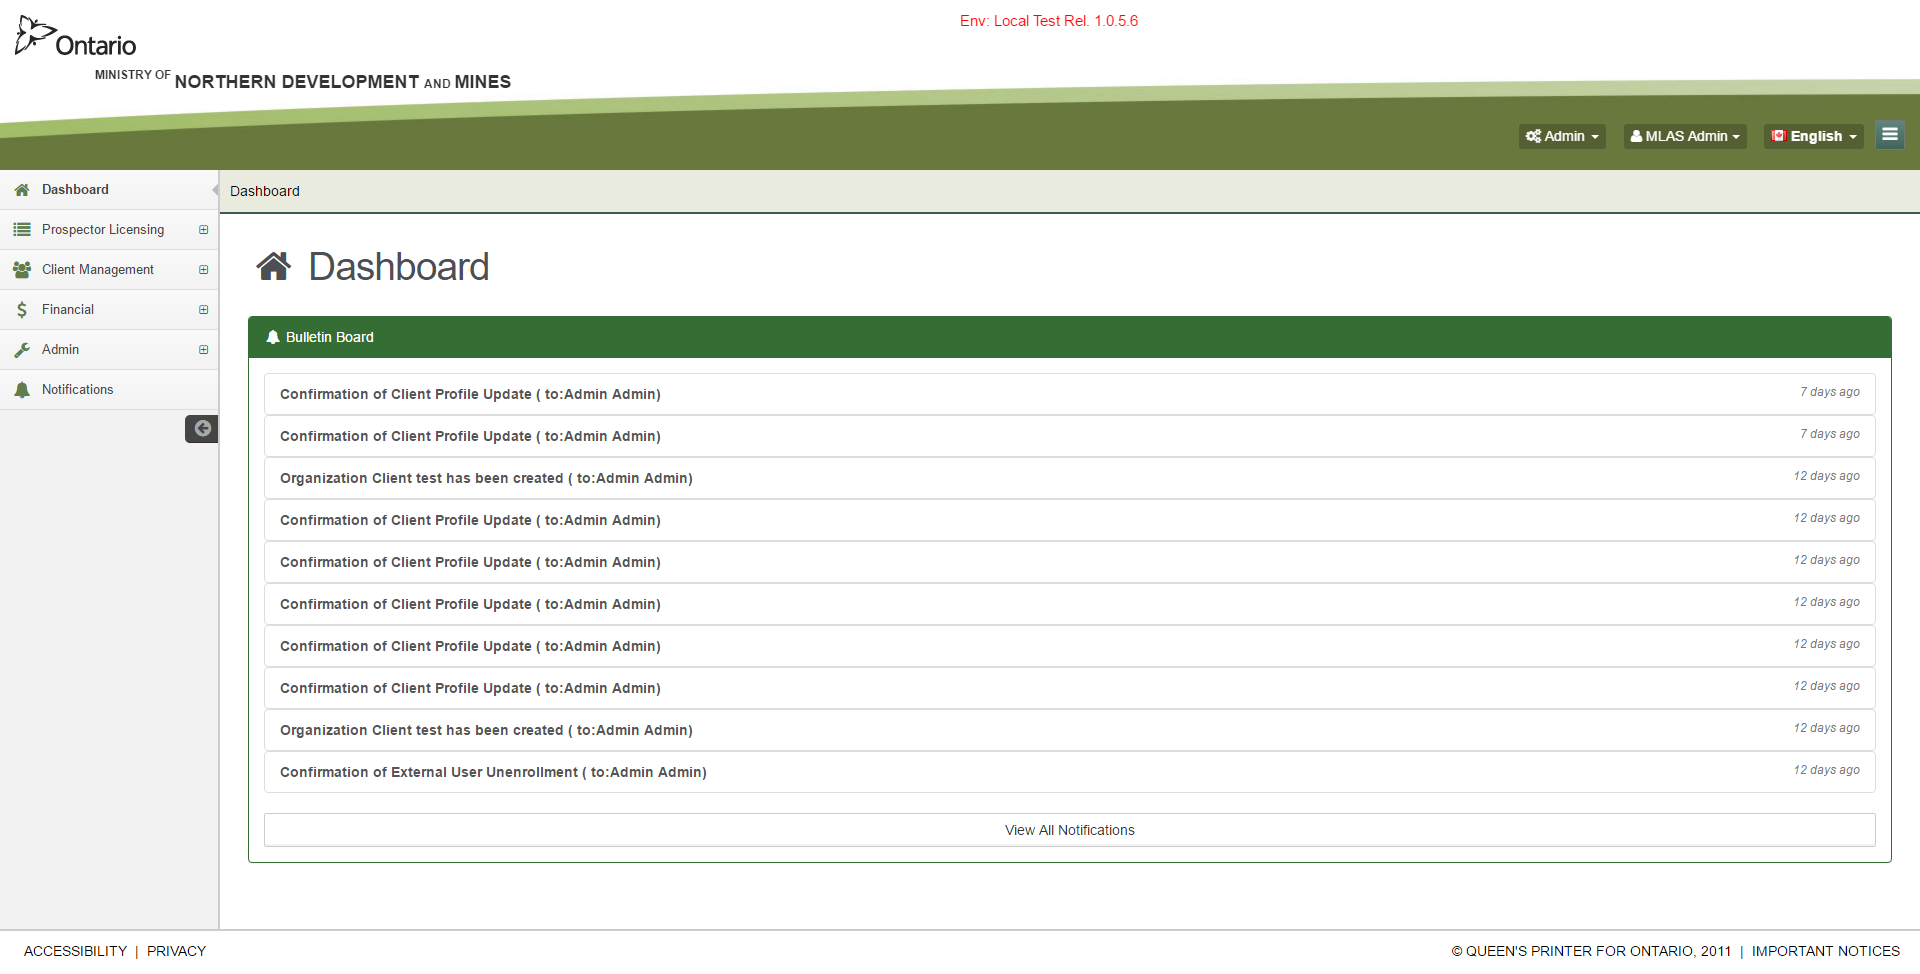 Env: Local Test Rel. 1.0.5.6
Ontario
MINISTRY OF NORTHERN DEVELOPMENT AND MINES
Admin
MLAS Admin
English
Dashboard
Prospector Licensing
Client Management
Financial
Admin
Notifications
Dashboard
Dashboard
Bulletin Board
Confirmation of Client Profile Update ( to:Admin Admin) 7 days ago
Confirmation of Client Profile Update ( to:Admin Admin) 7 days ago
Organization Client test has been created ( to:Admin Admin) 12 days ago
Confirmation of Client Profile Update ( to:Admin Admin) 12 days ago
Confirmation of Client Profile Update ( to:Admin Admin) 12 days ago
Confirmation of Client Profile Update ( to:Admin Admin) 12 days ago
Confirmation of Client Profile Update ( to:Admin Admin) 12 days ago
Confirmation of Client Profile Update ( to:Admin Admin) 12 days ago
Organization Client test has been created ( to:Admin Admin) 12 days ago
Confirmation of External User Unenrollment ( to:Admin Admin) 12 days ago
View All Notifications
ACCESSIBILITY | PRIVACY
© QUEEN'S PRINTER FOR ONTARIO, 2011 | IMPORTANT NOTICES